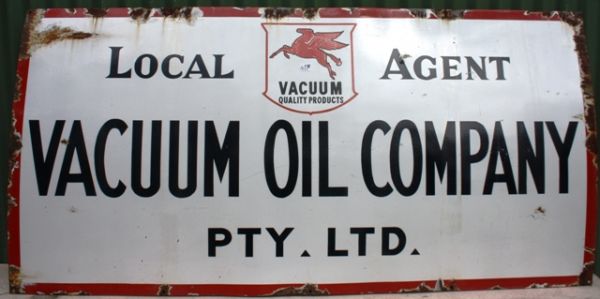 LOCAL AGENT
VACUUM
QUALITY PRODUCTS
VACUUM OIL COMPANY
PTY. LTD.